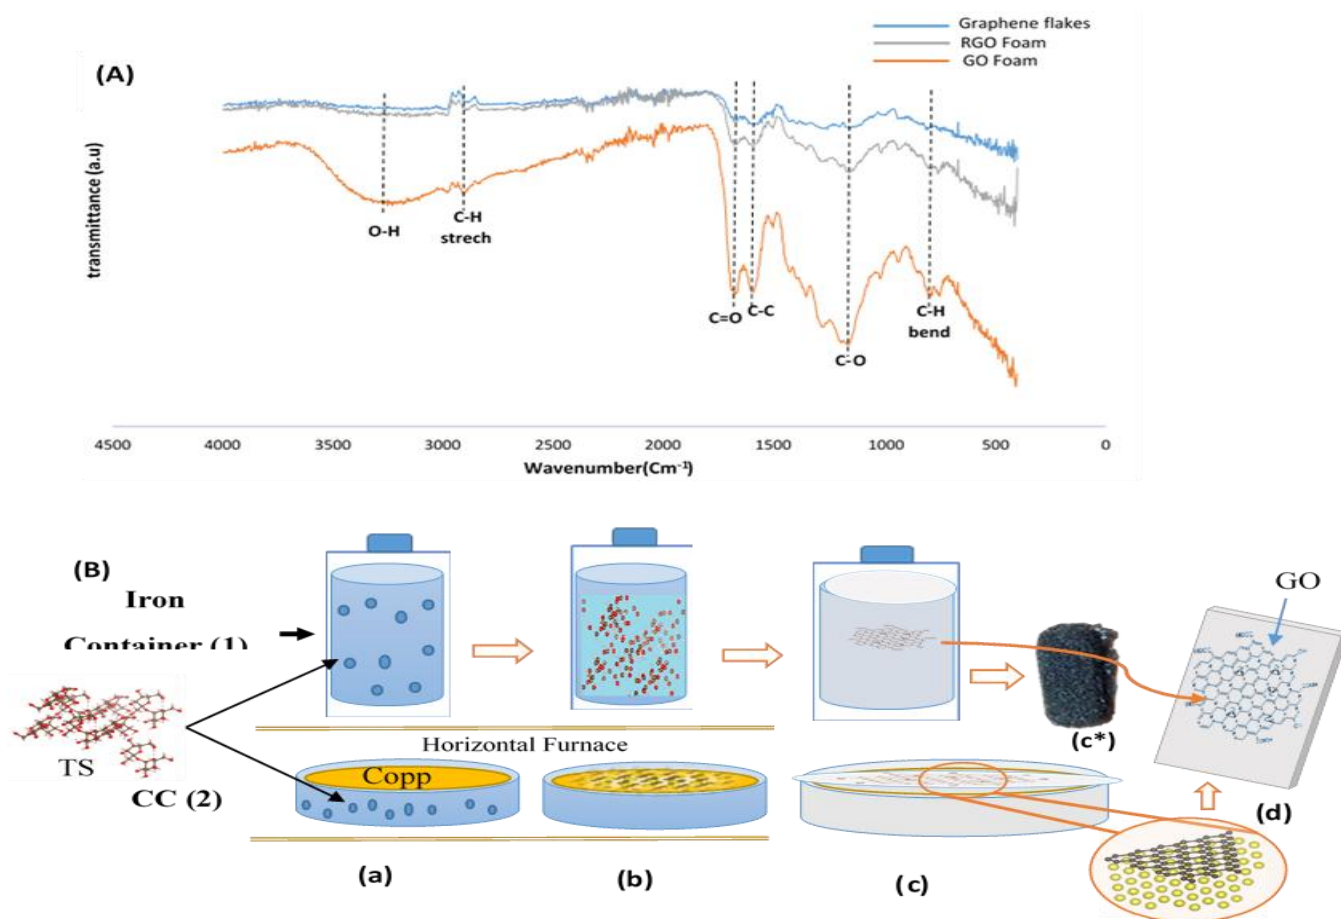 Graphene flakes
RGO Foam
GO Foam
(A)
transmittance (a.u)
O-H
C-H
strech
C=O
C-C
C-O
C-H
bend
4500 4000 3500 3000 2500 2000 1500 1000 500 0
Wavenumber(Cm⁻¹)
(B)
Iron
Container (1)
GO
TS
CC (2)
Horizontal Furnace
Copp
(c*)
(d)
(a) (b) (c)